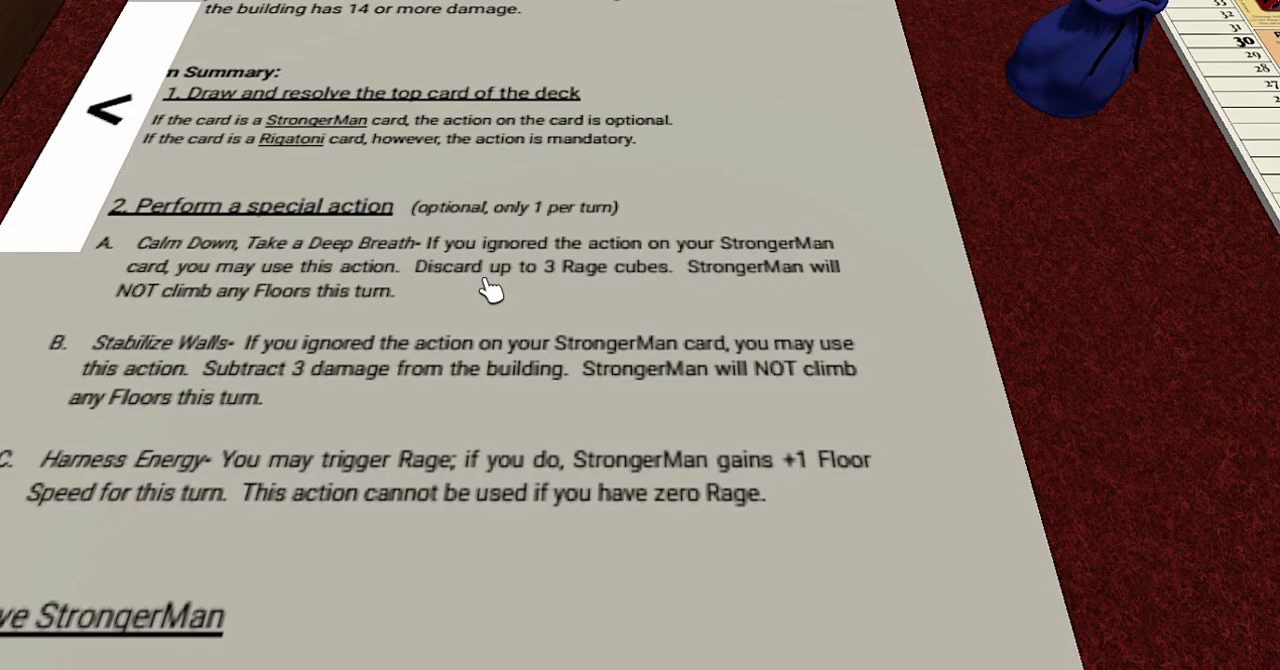 the building has 14 or more damage.
n Summary:
1. Draw and resolve the top card of the deck
If the card is a StrongerMan card, the action on the card is optional.
If the card is a Rigatoni card, however, the action is mandatory.
2. Perform a special action (optional, only 1 per turn)
A. Calm Down, Take a Deep Breath- If you ignored the action on your StrongerMan
card, you may use this action. Discard up to 3 Rage cubes. StrongerMan will
NOT climb any Floors this turn.
B. Stabilize Walls- If you ignored the action on your StrongerMan card, you may use
this action. Subtract 3 damage from the building. StrongerMan will NOT climb
any Floors this turn.
C. Harness Energy- You may trigger Rage; if you do, StrongerMan gains +1 Floor
Speed for this turn. This action cannot be used if you have zero Rage.
ve StrongerMan
<
33
32
31
30
29
28
27